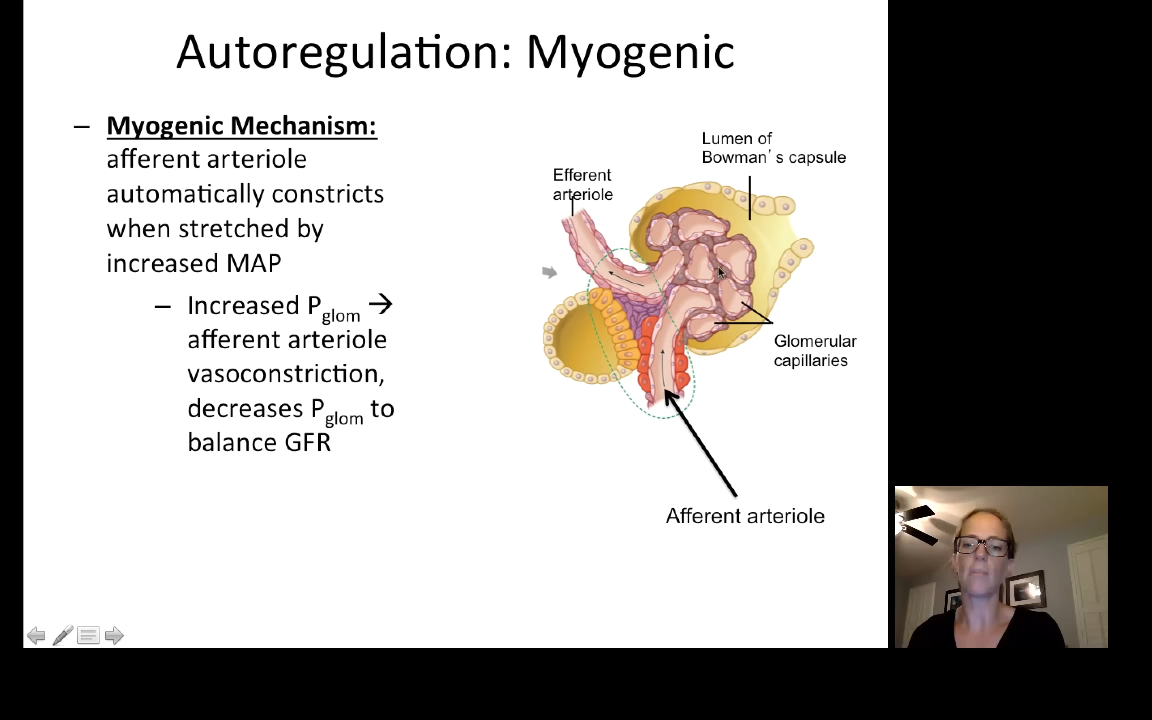 Autoregulation: Myogenic
– Myogenic Mechanism:
afferent arteriole
automatically constricts
when stretched by
increased MAP
– Increased Pglom →
afferent arteriole
vasoconstriction,
decreases Pglom to
balance GFR
Lumen of
Bowman's capsule
Efferent
arteriole
Glomerular
capillaries
Afferent arteriole